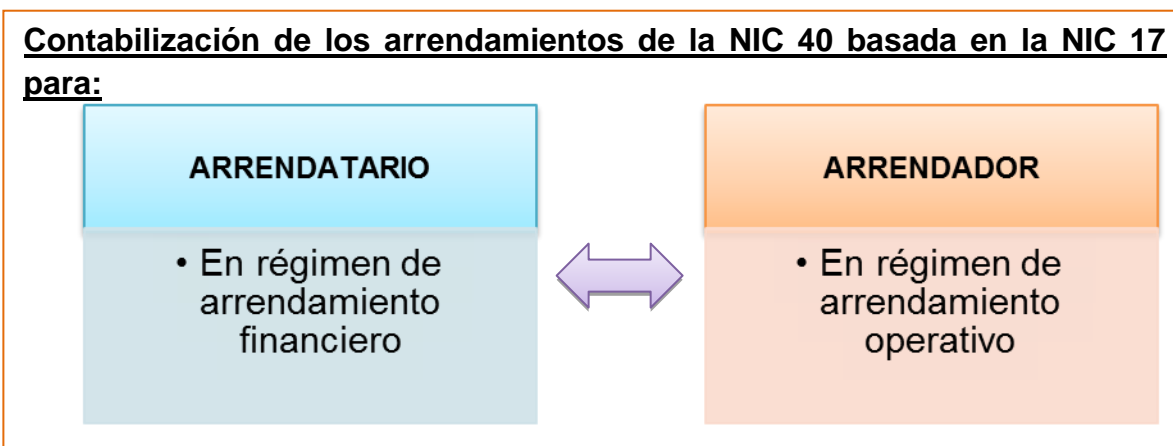 Contabilización de los arrendamientos de la NIC 40 basada en la NIC 17
para:
ARRENDATARIO
• En régimen de
arrendamiento
financiero
ARRENDADOR
• En régimen de
arrendamiento
operativo